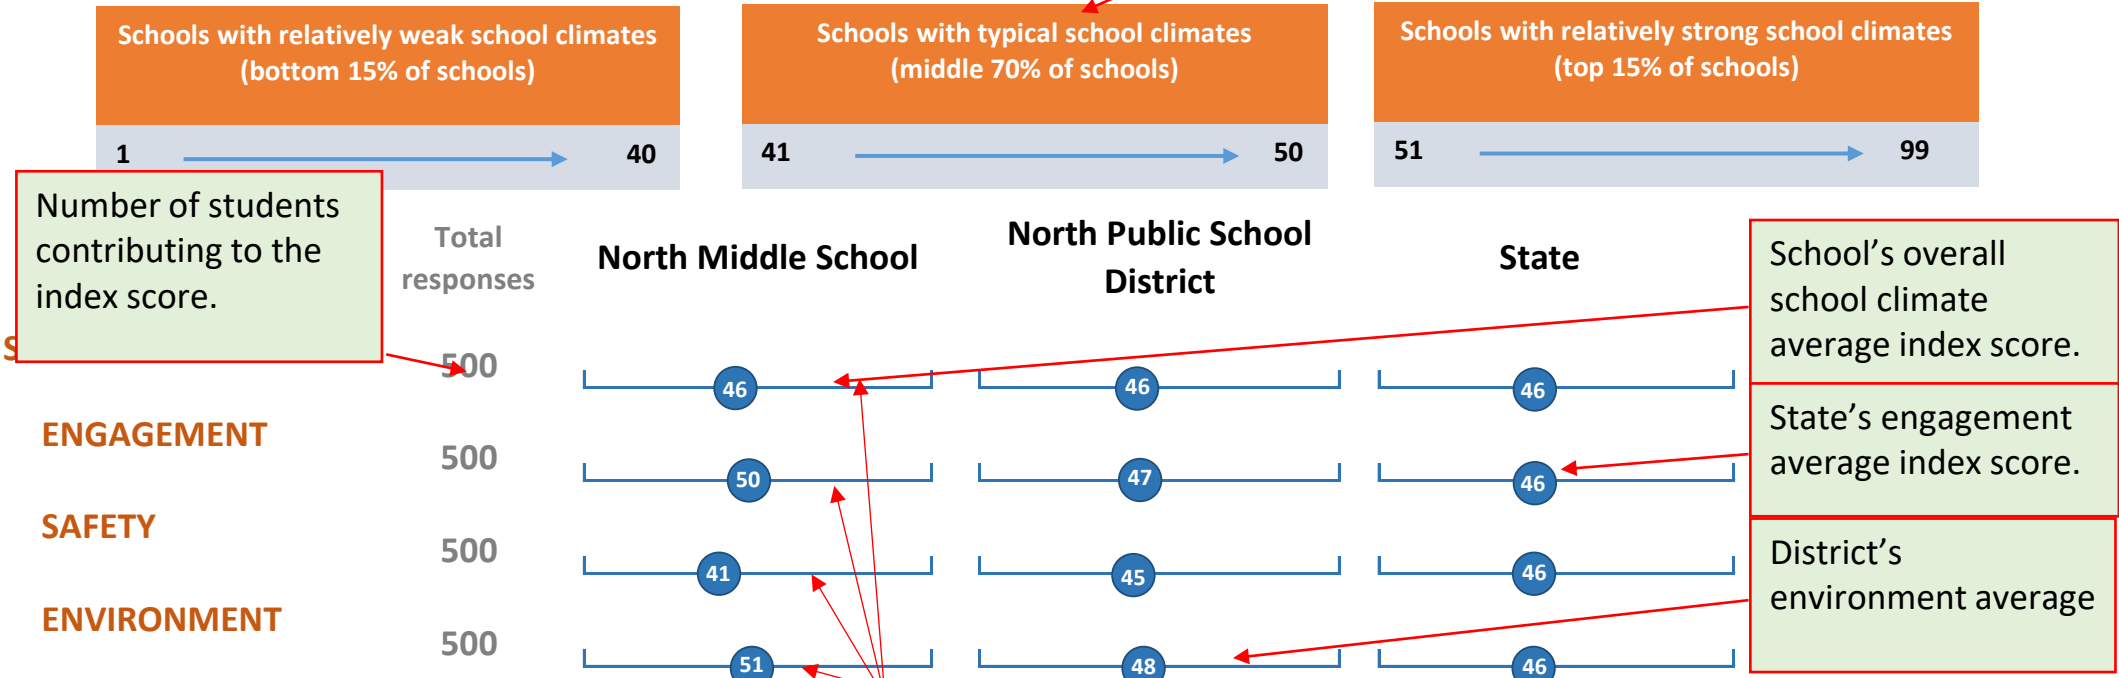 Schools with relatively weak school climates
(bottom 15% of schools)
1
40
Schools with typical school climates
(middle 70% of schools)
41
50
Schools with relatively strong school climates
(top 15% of schools)
51
99
Number of students
contributing to the
index score.
Total
responses
North Middle School
North Public School
District
State
School's overall
school climate
average index score.
S
500
46
46
46
State's engagement
average index score.
ENGAGEMENT
500
50
47
46
SAFETY
500
41
45
46
District's
environment average
ENVIRONMENT
500
51
48
46